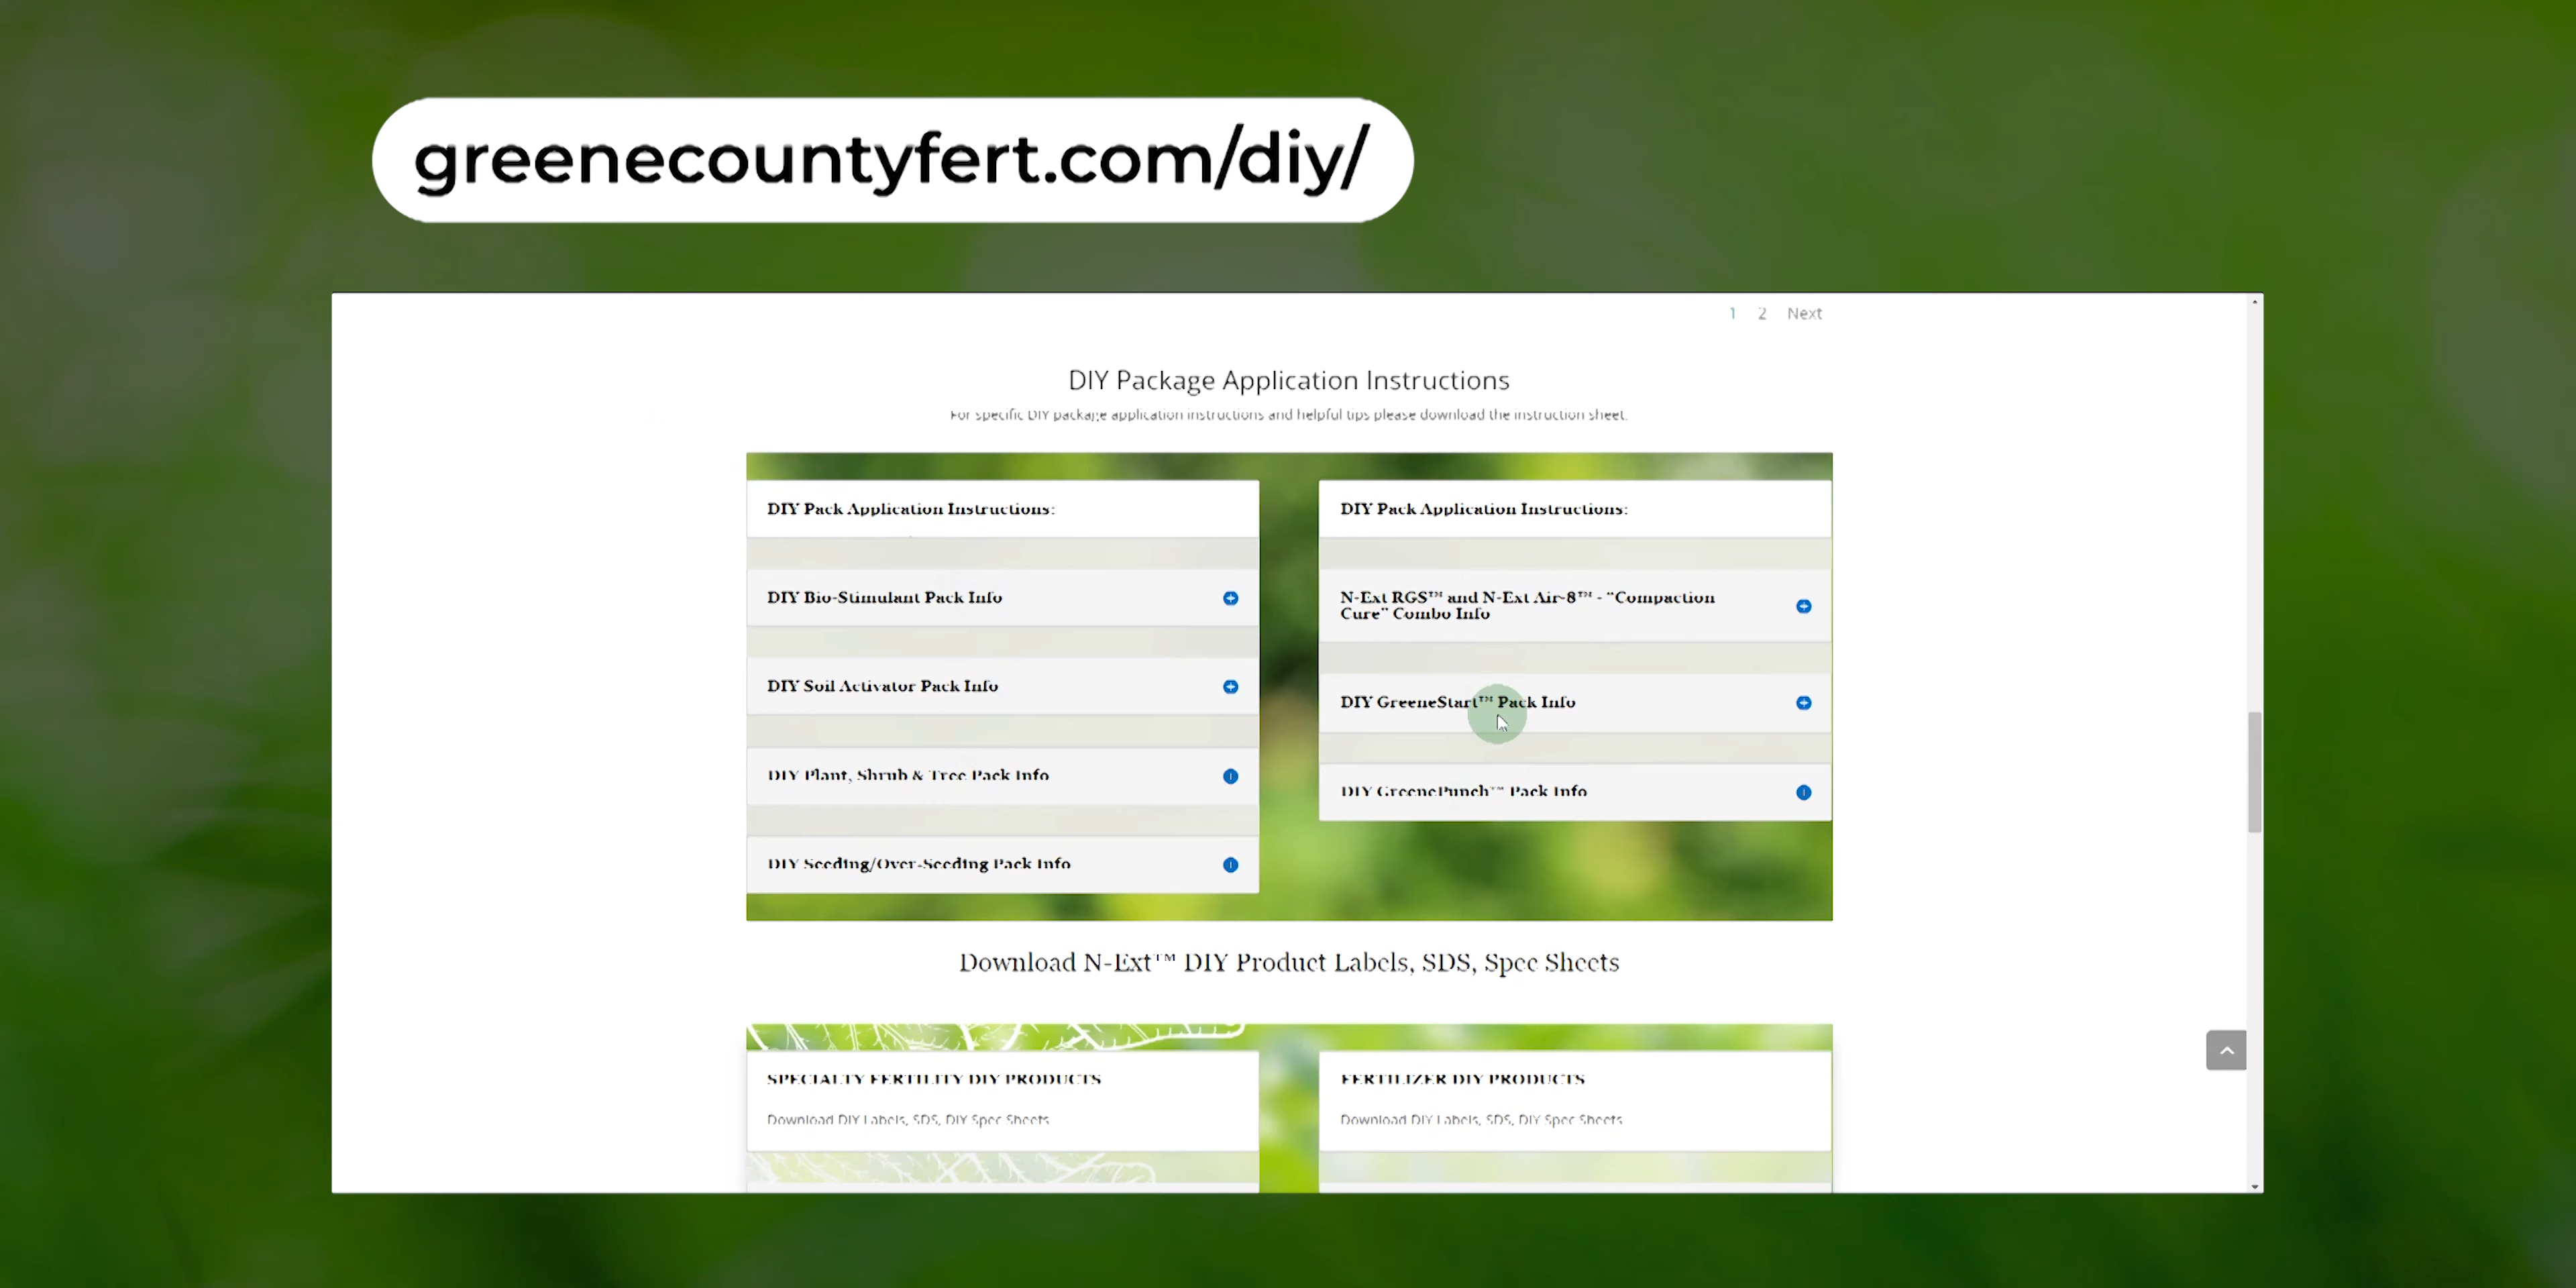 greenecountyfert.com/diy/
1 2 Next
DIY Package Application Instructions
For specific DIY package application instructions and helpful tips please download the instruction sheet.
DIY Pack Application Instructions:
DIY Bio-Stimulant Pack Info
DIY Soil Activator Pack Info
DIY Plant, Shrub & Tree Pack Info
DIY Seeding/Over-Seeding Pack Info
DIY Pack Application Instructions:
N-Ext RGS™ and N-Ext Air-8™ - "Compaction
Cure" Combo Info
DIY GreeneStart™ Pack Info
DIY GreenePunch™ Pack Info
Download N-Ext™ DIY Product Labels, SDS, Spec Sheets
SPECIALTY FERTILITY DIY PRODUCTS
Download DIY Labels, SDS, DIY Spec Sheets
FERTILIZER DIY PRODUCTS
Download DIY Labels, SDS, DIY Spec Sheets